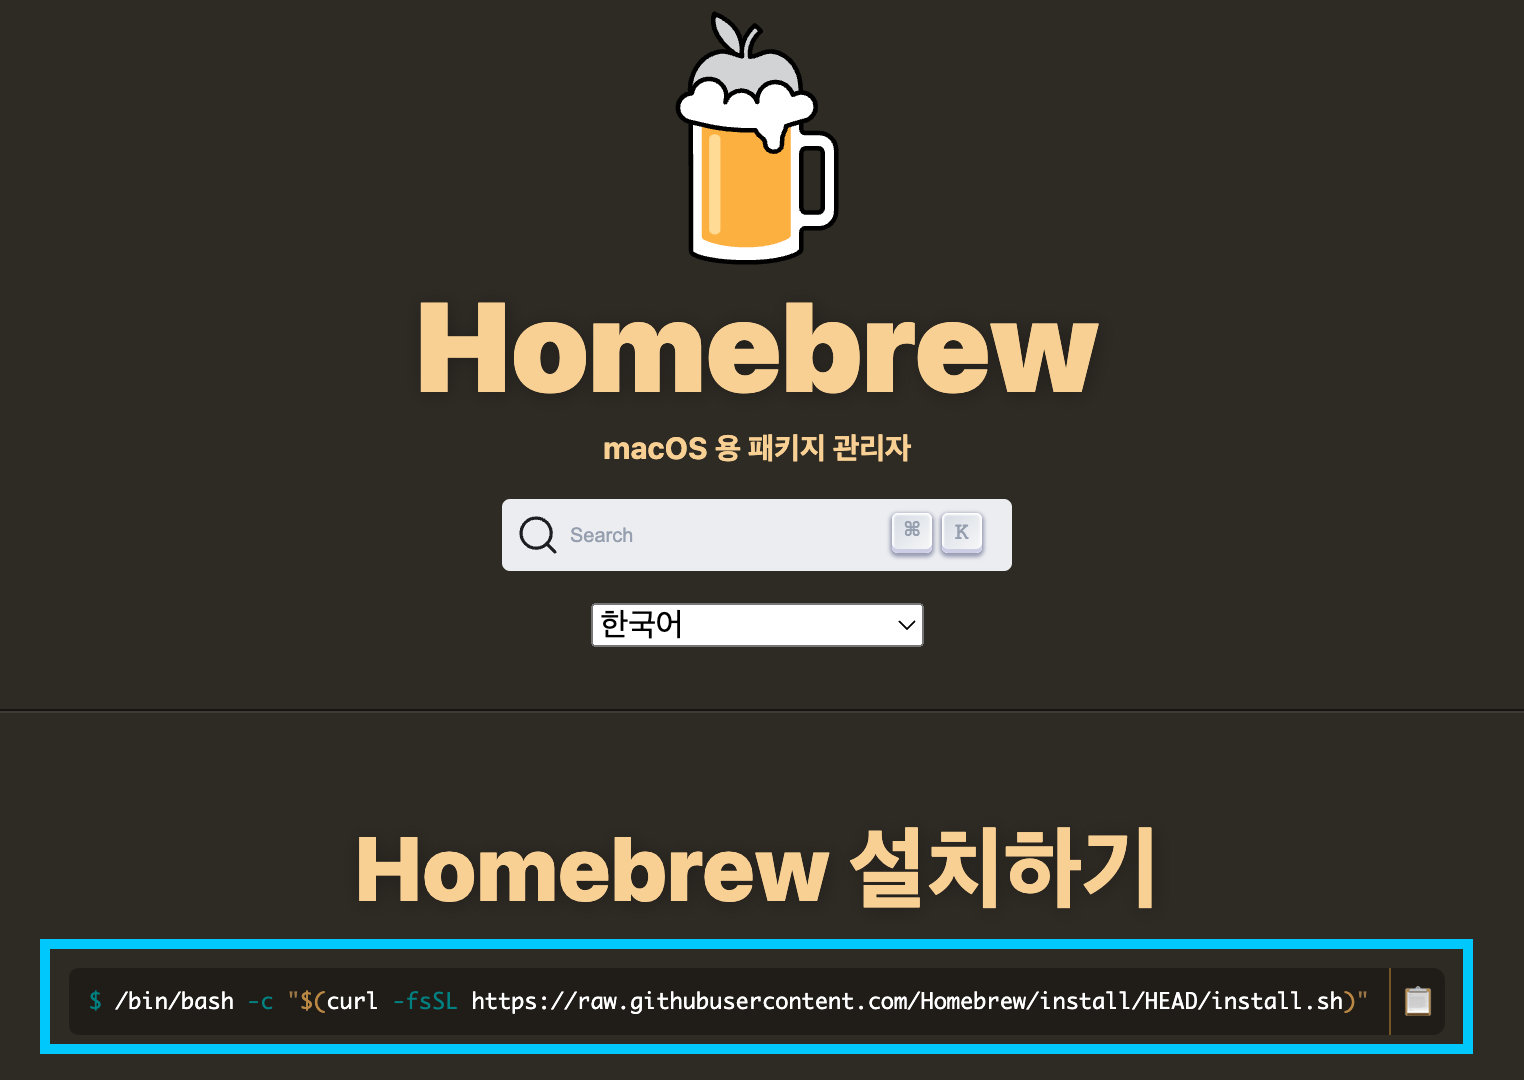 Homebrew
macOS 용 패키지 관리자
Search ⌘ K
한국어
Homebrew 설치하기
$ /bin/bash -c "$(curl -fsSL https://raw.githubusercontent.com/Homebrew/install/HEAD/install.sh)"